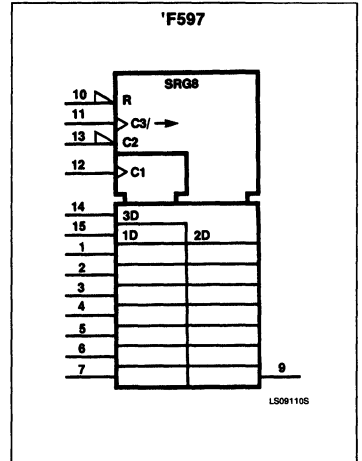 'F597
SRG8
10 R
11 C3/ →
13 C2
12 C1
14 3D
15 1D 2D
1
2
3
4
5
6
7 9
LS09110S